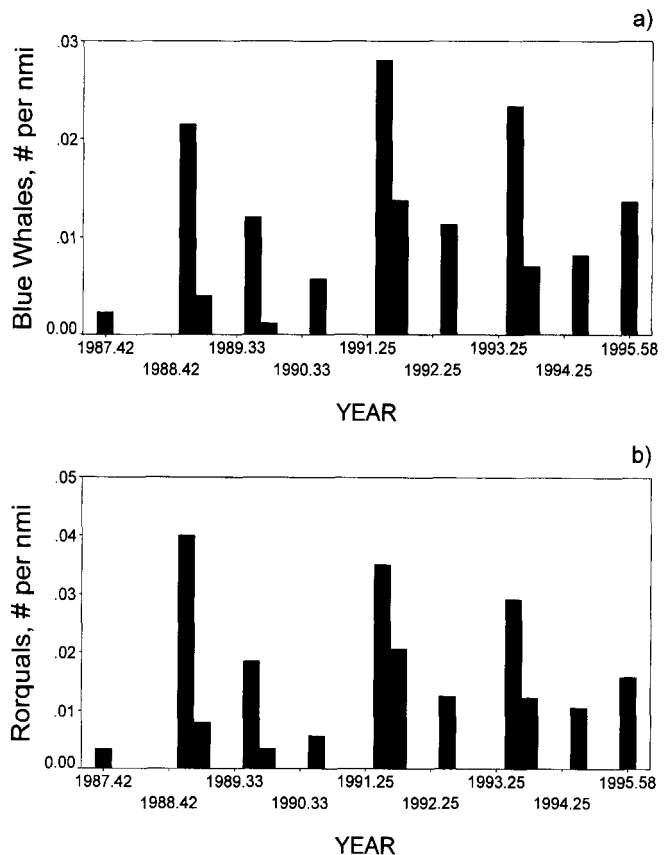 a)
Blue Whales, # per nmi
.03
.02
.01
0.00
1987.42 1989.33 1991.25 1993.25 1995.58
1988.42 1990.33 1992.25 1994.25
YEAR
b)
Rorquals, # per nmi
.05
.04
.03
.02
.01
0.00
1987.42 1989.33 1991.25 1993.25 1995.58
1988.42 1990.33 1992.25 1994.25
YEAR